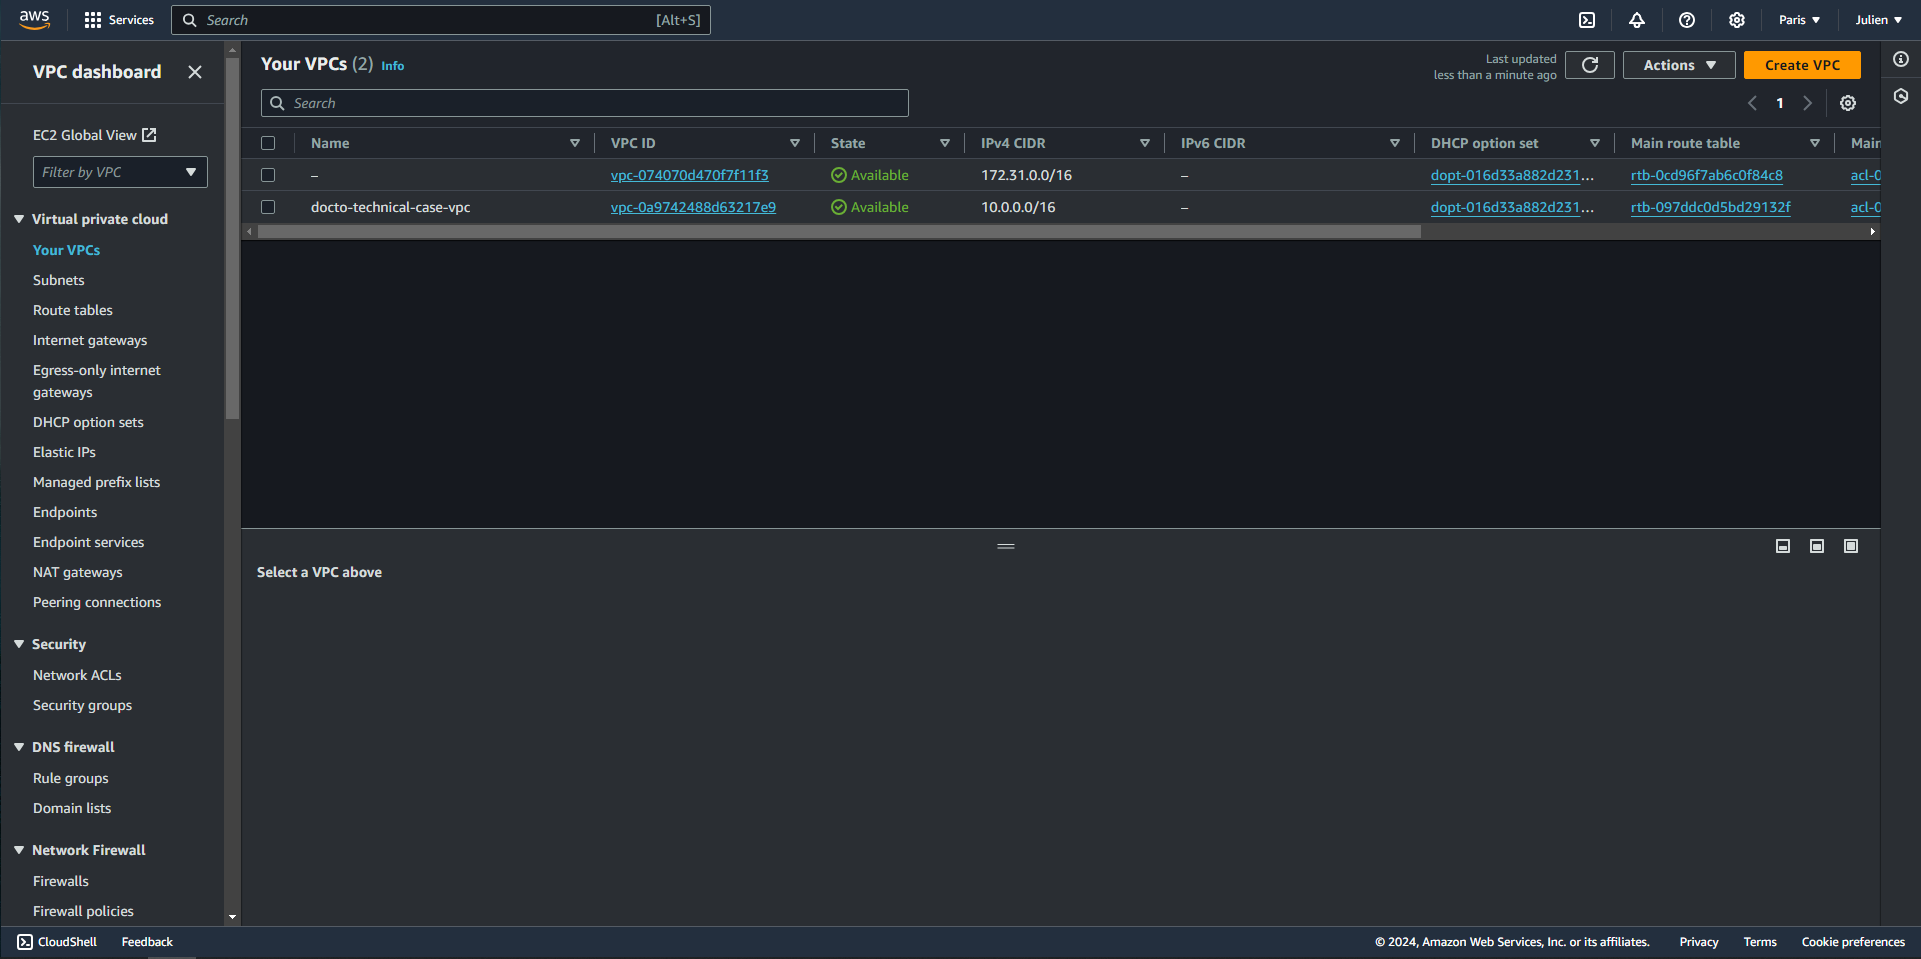 aws
Services
Search
[Alt+S]
Paris
Julien
VPC dashboard
EC2 Global View
Filter by VPC
Virtual private cloud
Your VPCs
Subnets
Route tables
Internet gateways
Egress-only internet
gateways
DHCP option sets
Elastic IPs
Managed prefix lists
Endpoints
Endpoint services
NAT gateways
Peering connections
Security
Network ACLs
Security groups
DNS firewall
Rule groups
Domain lists
Network Firewall
Firewalls
Firewall policies
Your VPCs (2) Info
Last updated
less than a minute ago
Actions
Create VPC
Search
1
Name VPC ID State IPv4 CIDR IPv6 CIDR DHCP option set Main route table Main
– vpc-074070d470f7f11f3 Available 172.31.0.0/16 – dopt-016d33a882d231... rtb-0cd96f7ab6c0f84c8 acl-0
docto-technical-case-vpc vpc-0a9742488d63217e9 Available 10.0.0.0/16 – dopt-016d33a882d231... rtb-097ddc0d5bd29132f acl-0
Select a VPC above
CloudShell Feedback © 2024, Amazon Web Services, Inc. or its affiliates. Privacy Terms Cookie preferences